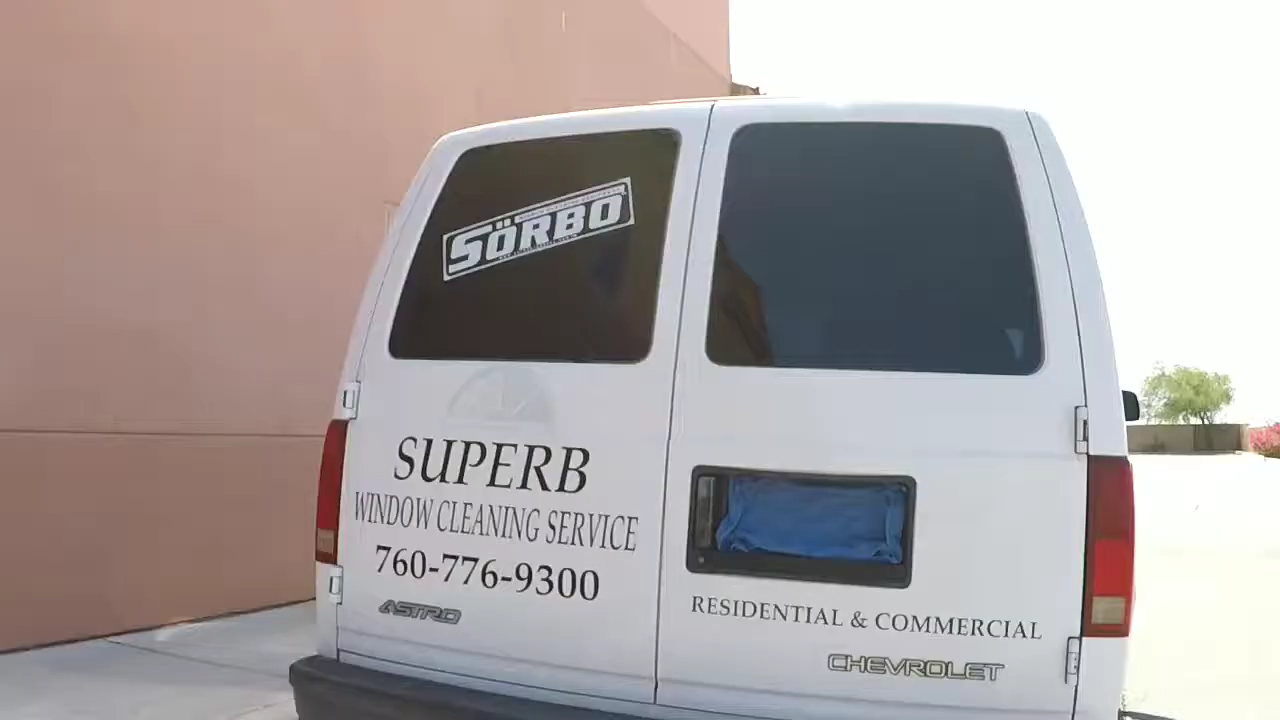 SÖRBO
SUPERB
WINDOW CLEANING SERVICE
760-776-9300
ASTRO
RESIDENTIAL & COMMERCIAL
CHEVROLET